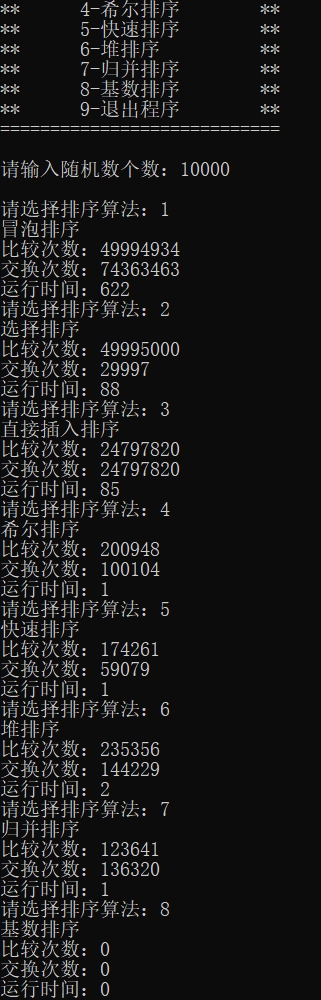 **      4-希尔排序        **
**      5-快速排序        **
**      6-堆排序          **
**      7-归并排序        **
**      8-基数排序        **
**      9-退出程序        **
============================
请输入随机数个数：10000
请选择排序算法：1
冒泡排序
比较次数：49994934
交换次数：74363463
运行时间：622
请选择排序算法：2
选择排序
比较次数：49995000
交换次数：29997
运行时间：88
请选择排序算法：3
直接插入排序
比较次数：24797820
交换次数：24797820
运行时间：85
请选择排序算法：4
希尔排序
比较次数：200948
交换次数：100104
运行时间：1
请选择排序算法：5
快速排序
比较次数：174261
交换次数：59079
运行时间：1
请选择排序算法：6
堆排序
比较次数：235356
交换次数：144229
运行时间：2
请选择排序算法：7
归并排序
比较次数：123641
交换次数：136320
运行时间：1
请选择排序算法：8
基数排序
比较次数：0
交换次数：0
运行时间：0